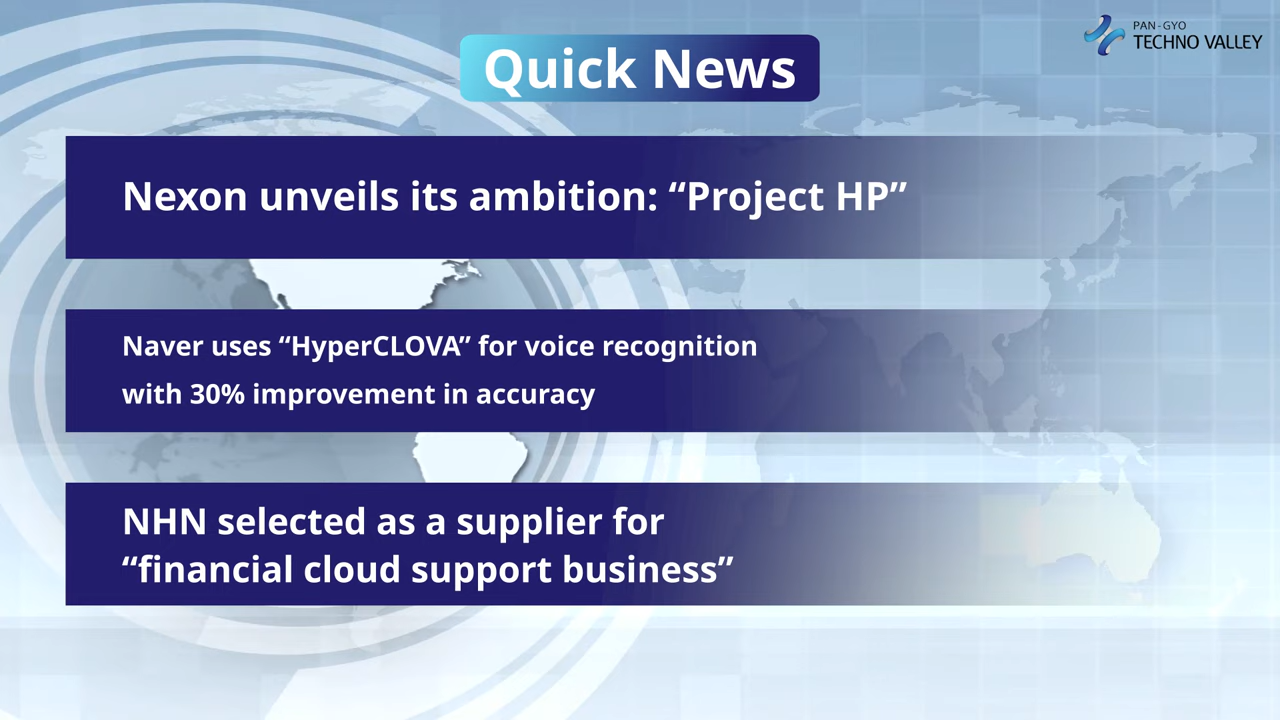 PAN-GYO
TECHNO VALLEY
Quick News
Nexon unveils its ambition: “Project HP”
Naver uses “HyperCLOVA” for voice recognition
with 30% improvement in accuracy
NHN selected as a supplier for
“financial cloud support business”